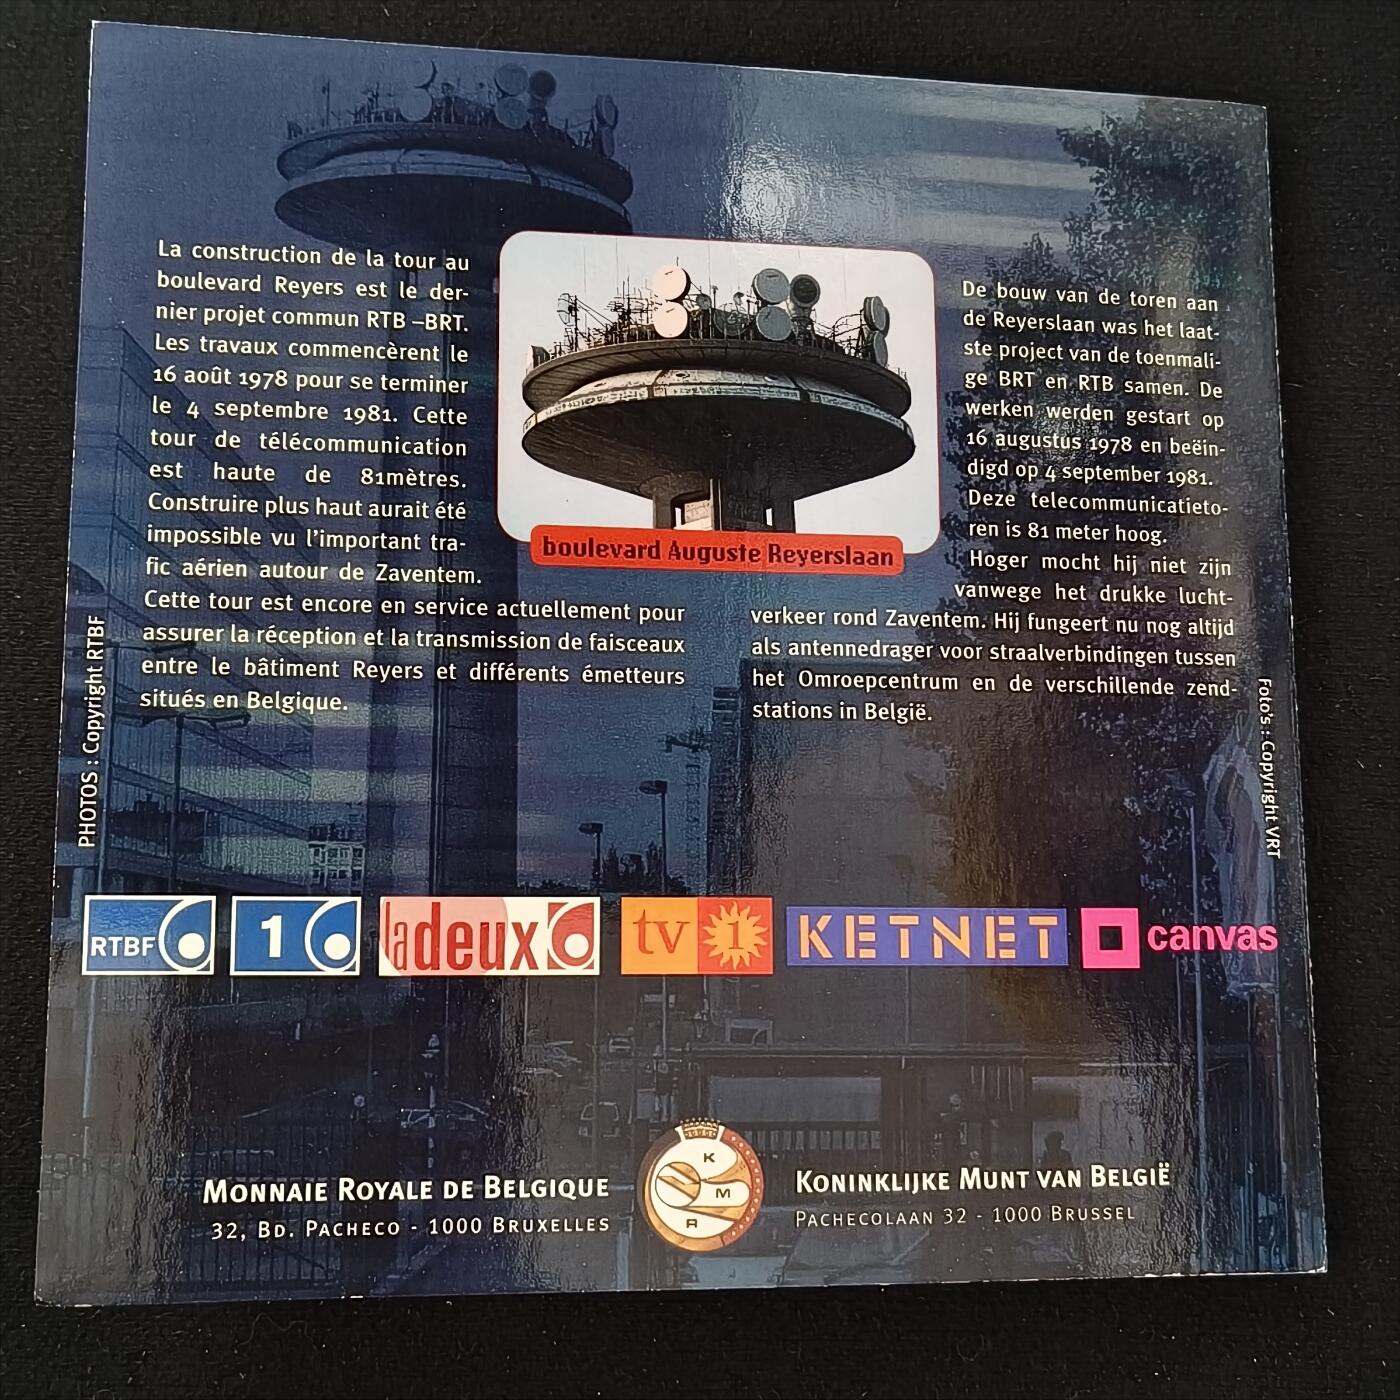 La construction de la tour au
boulevard Reyers est le der-
nier projet commun RTB –BRT.
Les travaux commencèrent le
16 août 1978 pour se terminer
le 4 septembre 1981. Cette
tour de télécommunication
est haute de 81mètres.
Construire plus haut aurait été
impossible vu l'important tra-
fic aérien autour de Zaventem.
Cette tour est encore en service actuellement pour
assurer la réception et la transmission de faisceaux
entre le bâtiment Reyers et différents émetteurs
situés en Belgique.
boulevard Auguste Reyerslaan
De bouw van de toren aan
de Reyerslaan was het laat-
ste project van de toenmali-
ge BRT en RTB samen. De
werken werden gestart op
16 augustus 1978 en beëin-
digd op 4 september 1981.
Deze telecommunicatieto-
ren is 81 meter hoog.
Hoger mocht hij niet zijn
vanwege het drukke lucht-
verkeer rond Zaventem. Hij fungeert nu nog altijd
als antennedrager voor straalverbindingen tussen
het Omroepcentrum en de verschillende zend-
stations in België.
PHOTOS : Copyright RTBF
Foto's : Copyright VRT
RTBF
1
la deux
tv 1
KETNET
canvas
MONNAIE ROYALE DE BELGIQUE
32, BD. PACHECO - 1000 BRUXELLES
K
M
R
KONINKLIJKE MUNT VAN BELGIË
PACHECOLAAN 32 - 1000 BRUSSEL